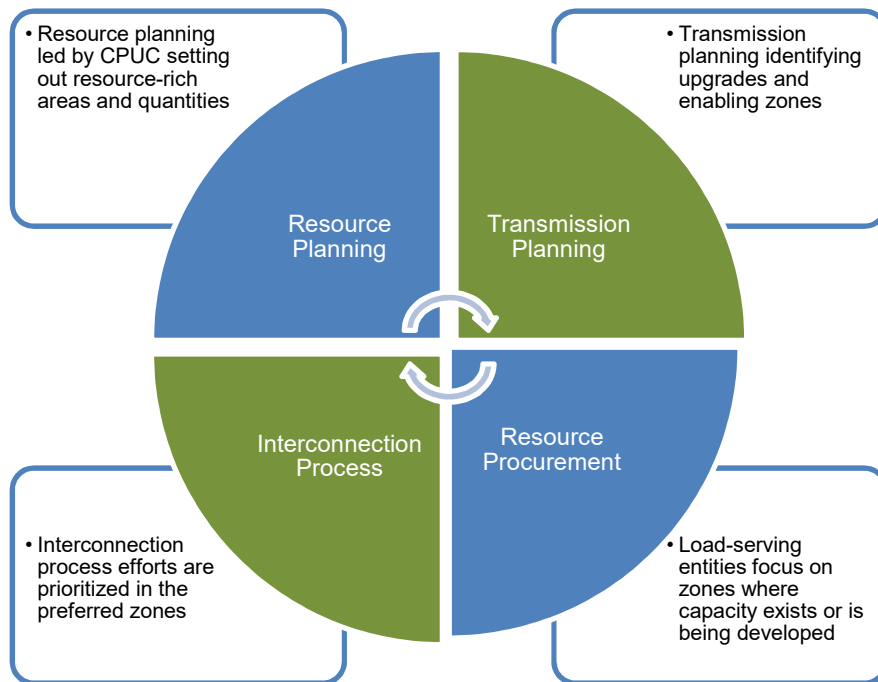 • Resource planning
led by CPUC setting
out resource-rich
areas and quantities
• Transmission
planning identifying
upgrades and
enabling zones
Resource
Planning
Transmission
Planning
Interconnection
Process
Resource
Procurement
• Interconnection
process efforts are
prioritized in the
preferred zones
• Load-serving
entities focus on
zones where
capacity exists or is
being developed